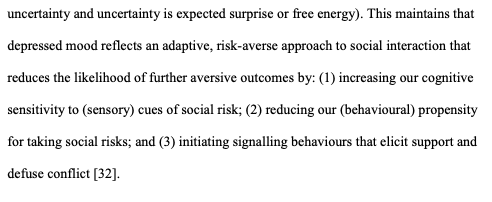 uncertainty and uncertainty is expected surprise or free energy). This maintains that
depressed mood reflects an adaptive, risk-averse approach to social interaction that
reduces the likelihood of further aversive outcomes by: (1) increasing our cognitive
sensitivity to (sensory) cues of social risk; (2) reducing our (behavioural) propensity
for taking social risks; and (3) initiating signalling behaviours that elicit support and
defuse conflict [32].